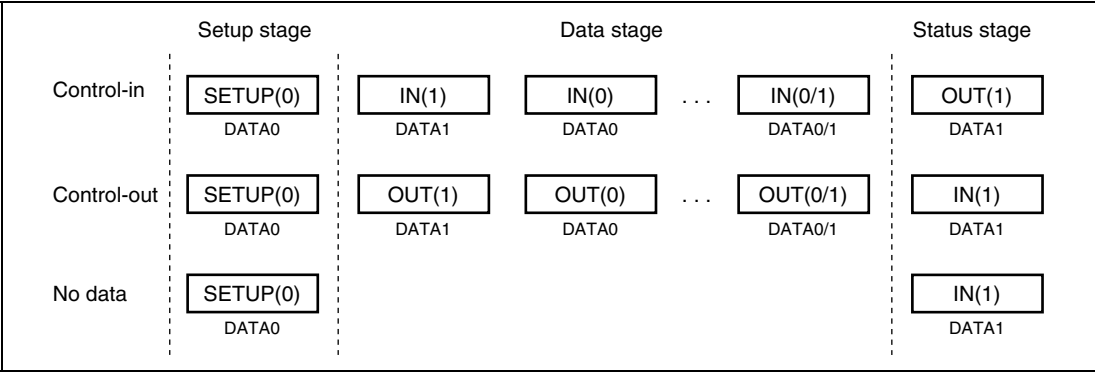 Setup stage Data stage Status stage
Control-in SETUP(0) IN(1) IN(0) . . . IN(0/1) OUT(1)
DATA0 DATA1 DATA0 DATA0/1 DATA1
Control-out SETUP(0) OUT(1) OUT(0) . . . OUT(0/1) IN(1)
DATA0 DATA1 DATA0 DATA0/1 DATA1
No data SETUP(0) IN(1)
DATA0 DATA1